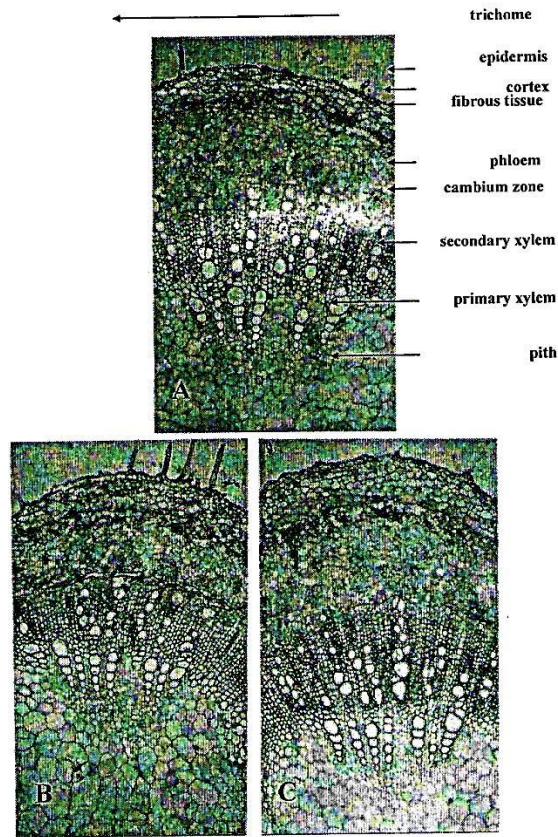 trichome
epidermis
cortex
fibrous tissue
phloem
cambium zone
secondary xylem
primary xylem
pith
A
B
C